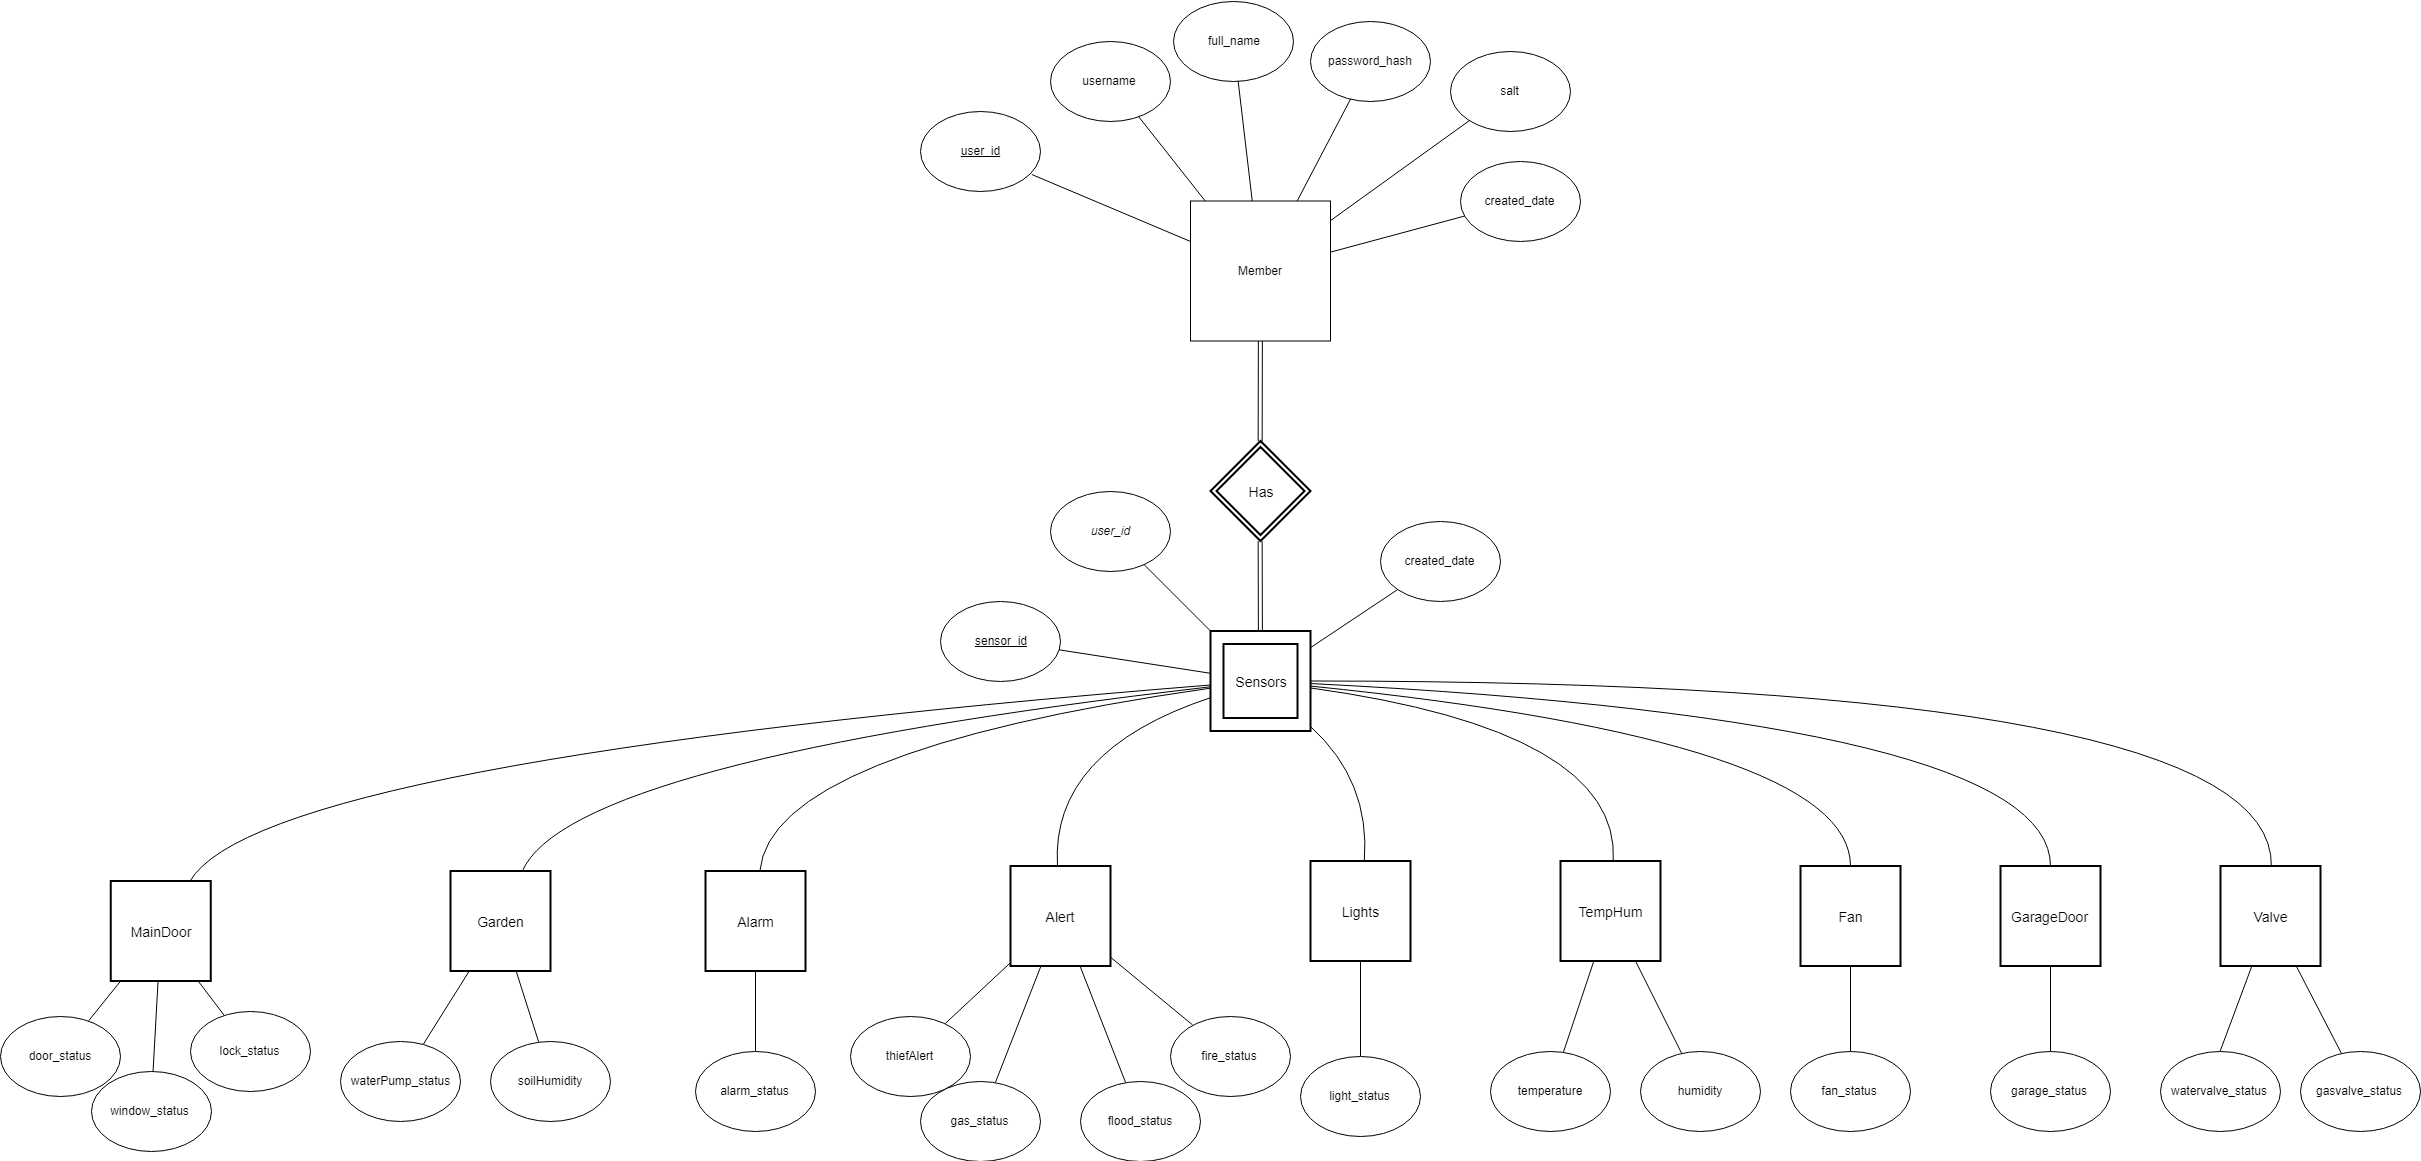 full_name
password_hash
username
salt
user_id
created_date
Member
Has
user_id
created_date
sensor_id
Sensors
MainDoor
Garden
Alarm
Alert
Lights
TempHum
Fan
GarageDoor
Valve
door_status
window_status
lock_status
waterPump_status
soilHumidity
alarm_status
thiefAlert
gas_status
flood_status
fire_status
light_status
temperature
humidity
fan_status
garage_status
watervalve_status
gasvalve_status